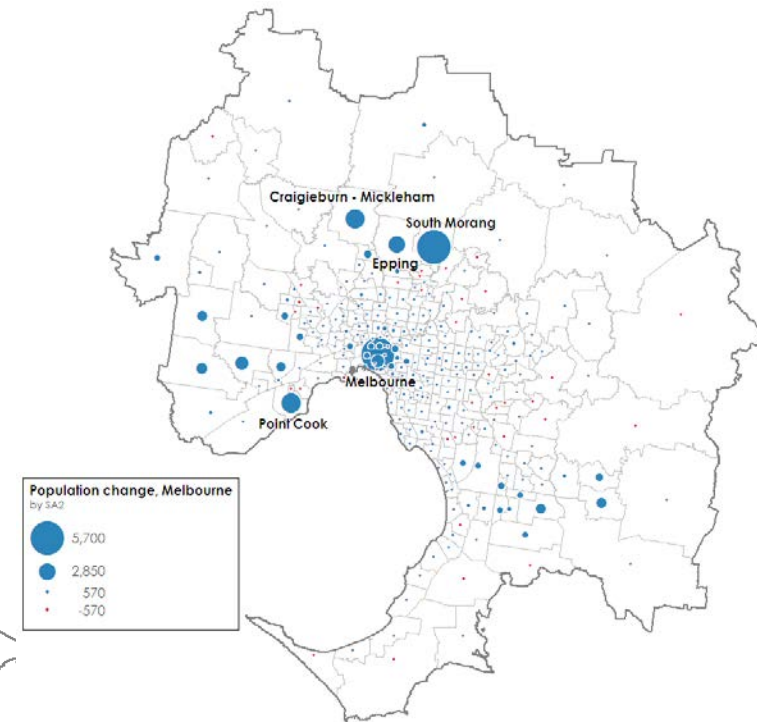 Craigieburn - Mickleham
South Morang
Epping
Melbourne
Point Cook
Population change, Melbourne
by SA2
5,700
2,850
570
-570